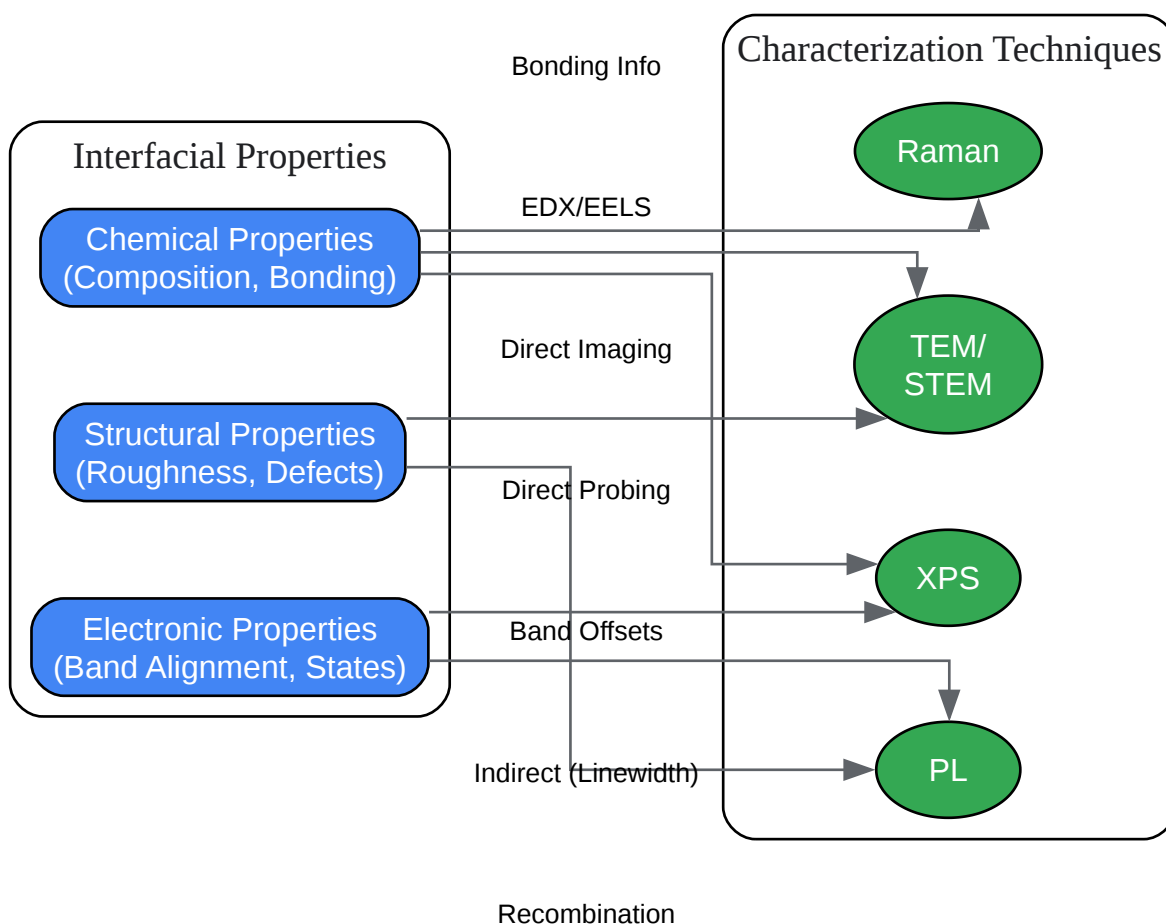 Characterization Techniques
Bonding Info
Raman
Interfacial Properties
EDX/EELS
Chemical Properties
(Composition, Bonding)
Direct Imaging
TEM/
STEM
Structural Properties
(Roughness, Defects)
Direct Probing
XPS
Electronic Properties
(Band Alignment, States)
Band Offsets
Indirect (Linewidth)
PL
Recombination